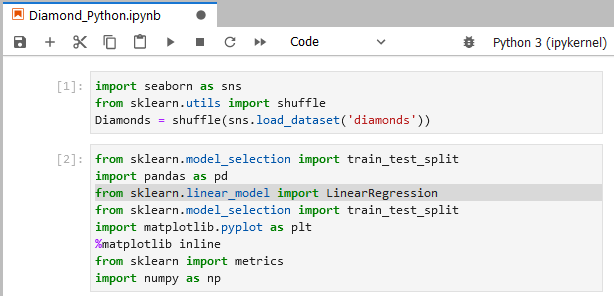 Diamond_Python.ipynb
Code
Python 3 (ipykernel)
[1]:
import seaborn as sns
from sklearn.utils import shuffle
Diamonds = shuffle(sns.load_dataset('diamonds'))
[2]:
from sklearn.model_selection import train_test_split
import pandas as pd
from sklearn.linear_model import LinearRegression
from sklearn.model_selection import train_test_split
import matplotlib.pyplot as plt
%matplotlib inline
from sklearn import metrics
import numpy as np